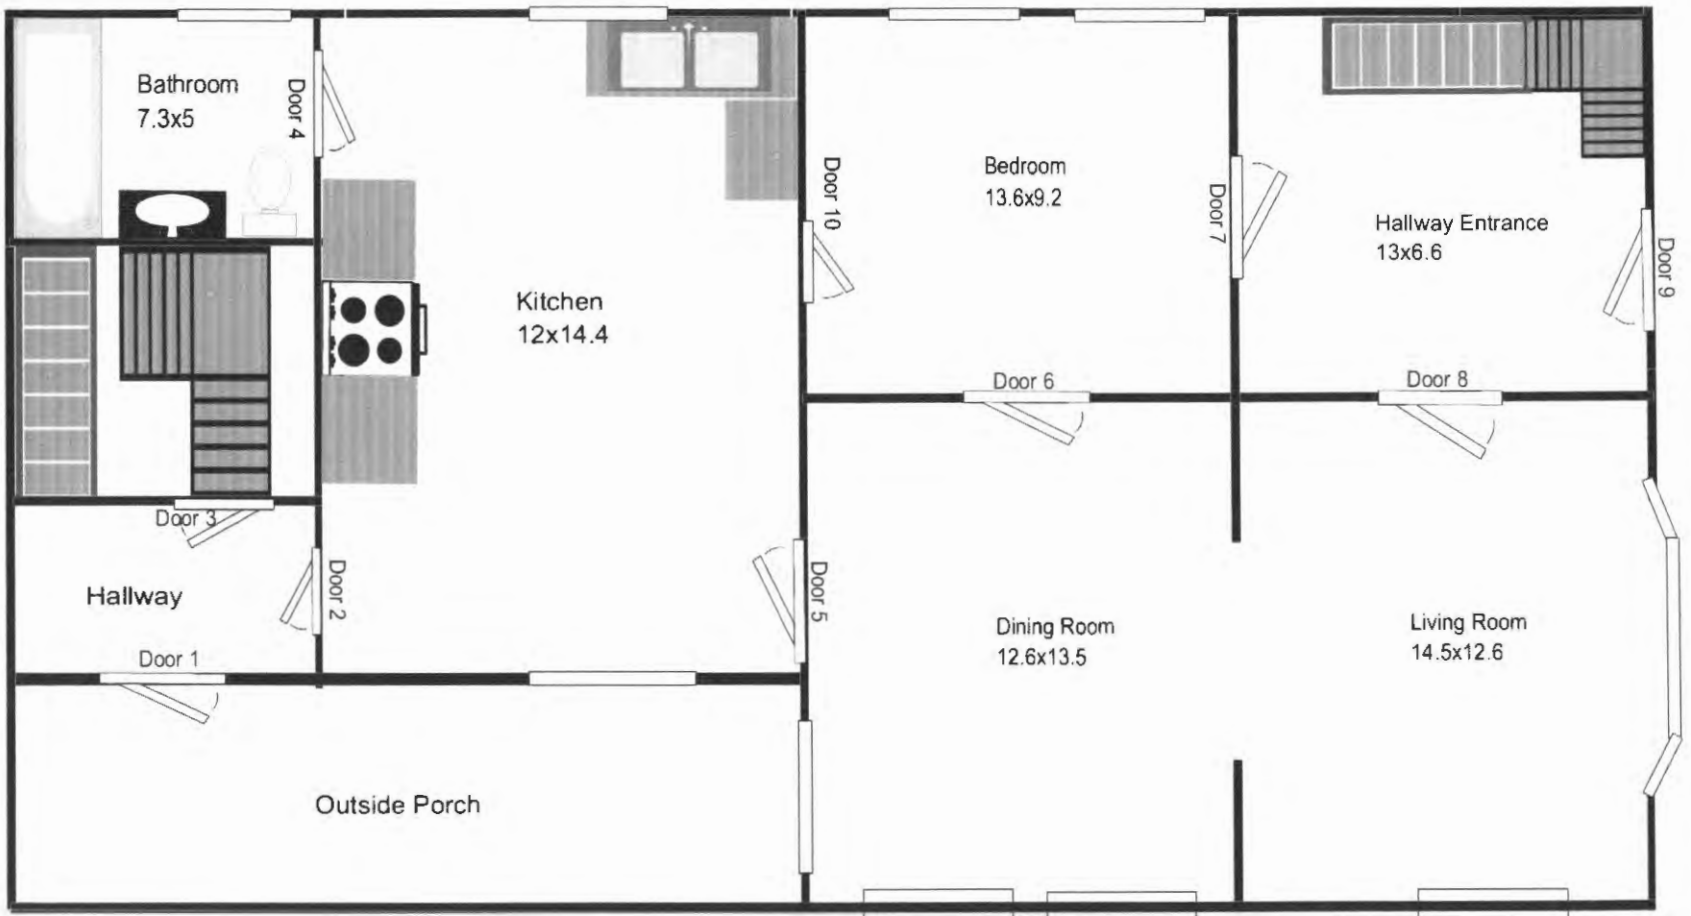 Bathroom
7.3x5
Door 4
Kitchen
12x14.4
Door 10
Bedroom
13.6x9.2
Door 7
Hallway Entrance
13x6.6
Door 9
Door 6
Door 8
Door 3
Hallway
Door 2
Door 1
Door 5
Dining Room
12.6x13.5
Living Room
14.5x12.6
Outside Porch